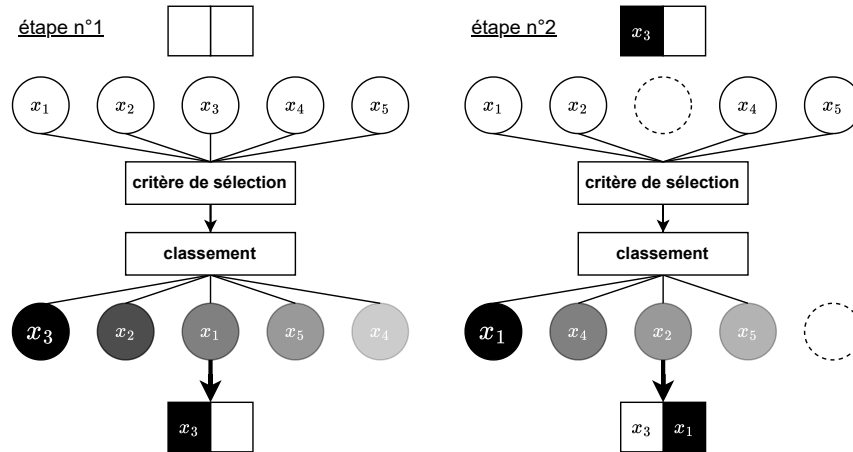 étape n°1
x₁ x₂ x₃ x₄ x₅
critère de sélection
classement
x₃ x₂ x₁ x₅ x₄
x₃
étape n°2
x₃
x₁ x₂ x₄ x₅
critère de sélection
classement
x₁ x₄ x₂ x₅
x₃ x₁